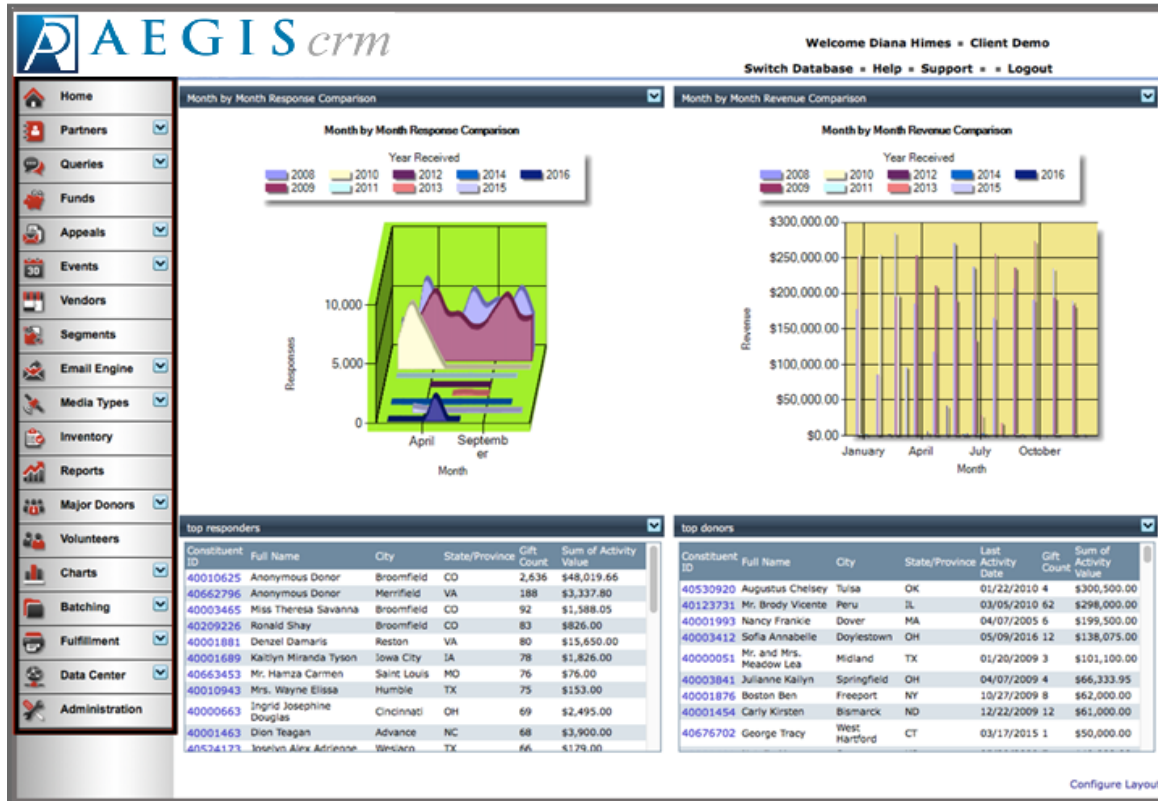 AEGIS crm
Welcome Diana Himes ▪ Client Demo
Switch Database ▪ Help ▪ Support ▪ ▪ Logout
Home
Partners
Queries
Funds
Appeals
30
Events
Vendors
Segments
Email Engine
Media Types
Inventory
Reports
Major Donors
Volunteers
Charts
Batching
Fulfillment
Data Center
Administration
Month by Month Response Comparison
Month by Month Response Comparison
Year Received
2008 2010 2012 2014 2016
2009 2011 2013 2015
10,000
5,000
0
Responses
April Septemb
er
Month
Month by Month Revenue Comparison
Month by Month Revenue Comparison
Year Received
2008 2010 2012 2014 2016
2009 2011 2013 2015
$300,000.00
$250,000.00
$200,000.00
$150,000.00
$100,000.00
$50,000.00
$0.00
Revenue
January April July October
Month
top responders
Constituent ID Full Name City State/Province Gift Count Sum of Activity Value
40010625 Anonymous Donor Broomfield CO 2,636 $48,019.66
40662796 Anonymous Donor Merrifield VA 188 $3,337.80
40003465 Miss Theresa Savanna Broomfield CO 92 $1,588.05
40209226 Ronald Shay Broomfield CO 83 $826.00
40001881 Denzel Damaris Reston VA 80 $15,650.00
40001689 Kaitlyn Miranda Tyson Iowa City IA 78 $1,826.00
40663453 Mr. Hamza Carmen Saint Louis MO 76 $76.00
40010943 Mrs. Wayne Elissa Humble TX 75 $153.00
40000663 Ingrid Josephine Douglas Cincinnati OH 69 $2,495.00
40001463 Dion Teagan Advance NC 68 $3,900.00
40524173 Joselyn Alex Adrienne Weslaco TX 66 $179.00
top donors
Constituent ID Full Name City State/Province Last Activity Date Gift Count Sum of Activity Value
40530920 Augustus Chelsey Tulsa OK 01/22/2010 4 $300,500.00
40123731 Mr. Brody Vicente Peru IL 03/05/2010 62 $298,000.00
40001993 Nancy Frankie Dover MA 04/07/2005 6 $199,500.00
40003412 Sofia Annabelle Doylestown OH 05/09/2016 12 $138,075.00
40000051 Mr. and Mrs. Meadow Lea Midland TX 01/20/2009 3 $101,100.00
40003841 Julianne Kailyn Springfield OH 04/07/2009 4 $66,333.95
40001876 Boston Ben Freeport NY 10/27/2009 8 $62,000.00
40001454 Carly Kirsten Bismarck ND 12/22/2009 12 $61,000.00
40676702 George Tracy West Hartford CT 03/17/2015 1 $50,000.00
Configure Layout